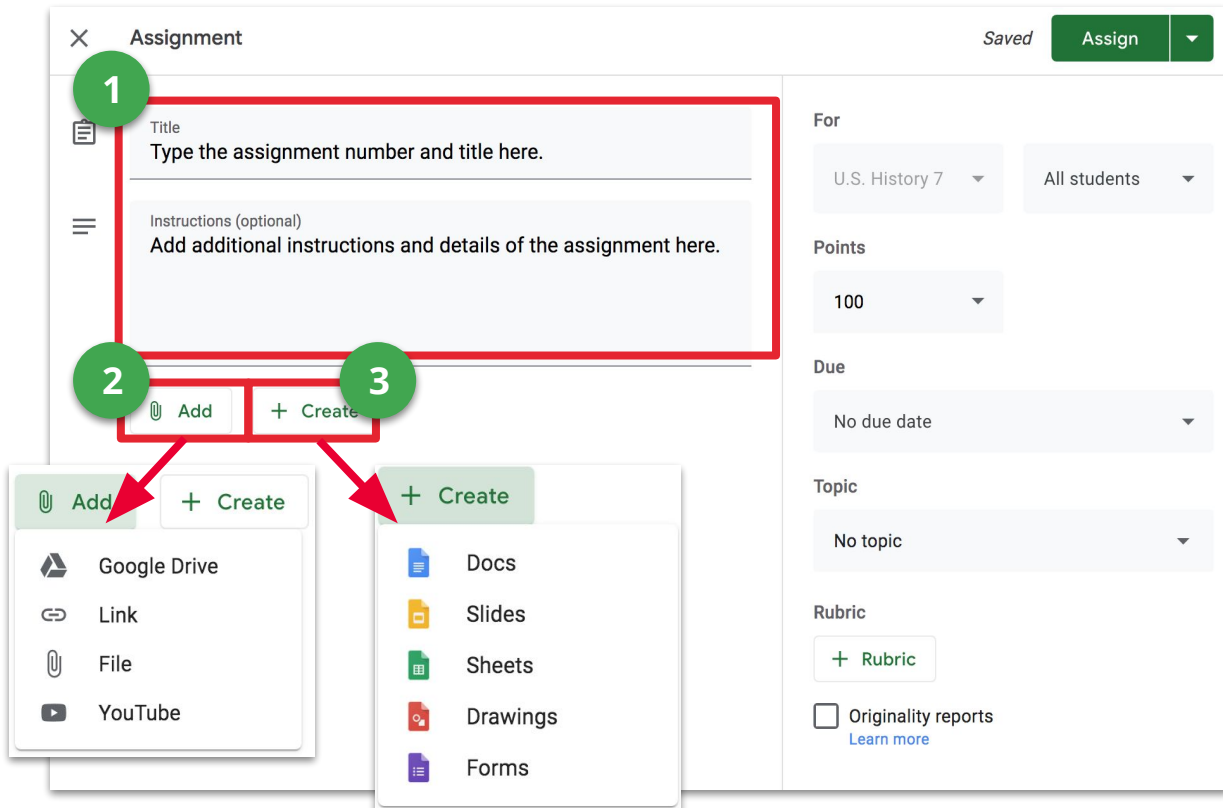 Assignment
Saved
Assign
1
Title
Type the assignment number and title here.
Instructions (optional)
Add additional instructions and details of the assignment here.
2
Add
+ Create
3
Add
+ Create
Google Drive
Link
File
YouTube
+ Create
Docs
Slides
Sheets
Drawings
Forms
For
U.S. History 7
All students
Points
100
Due
No due date
Topic
No topic
Rubric
+ Rubric
Originality reports
Learn more